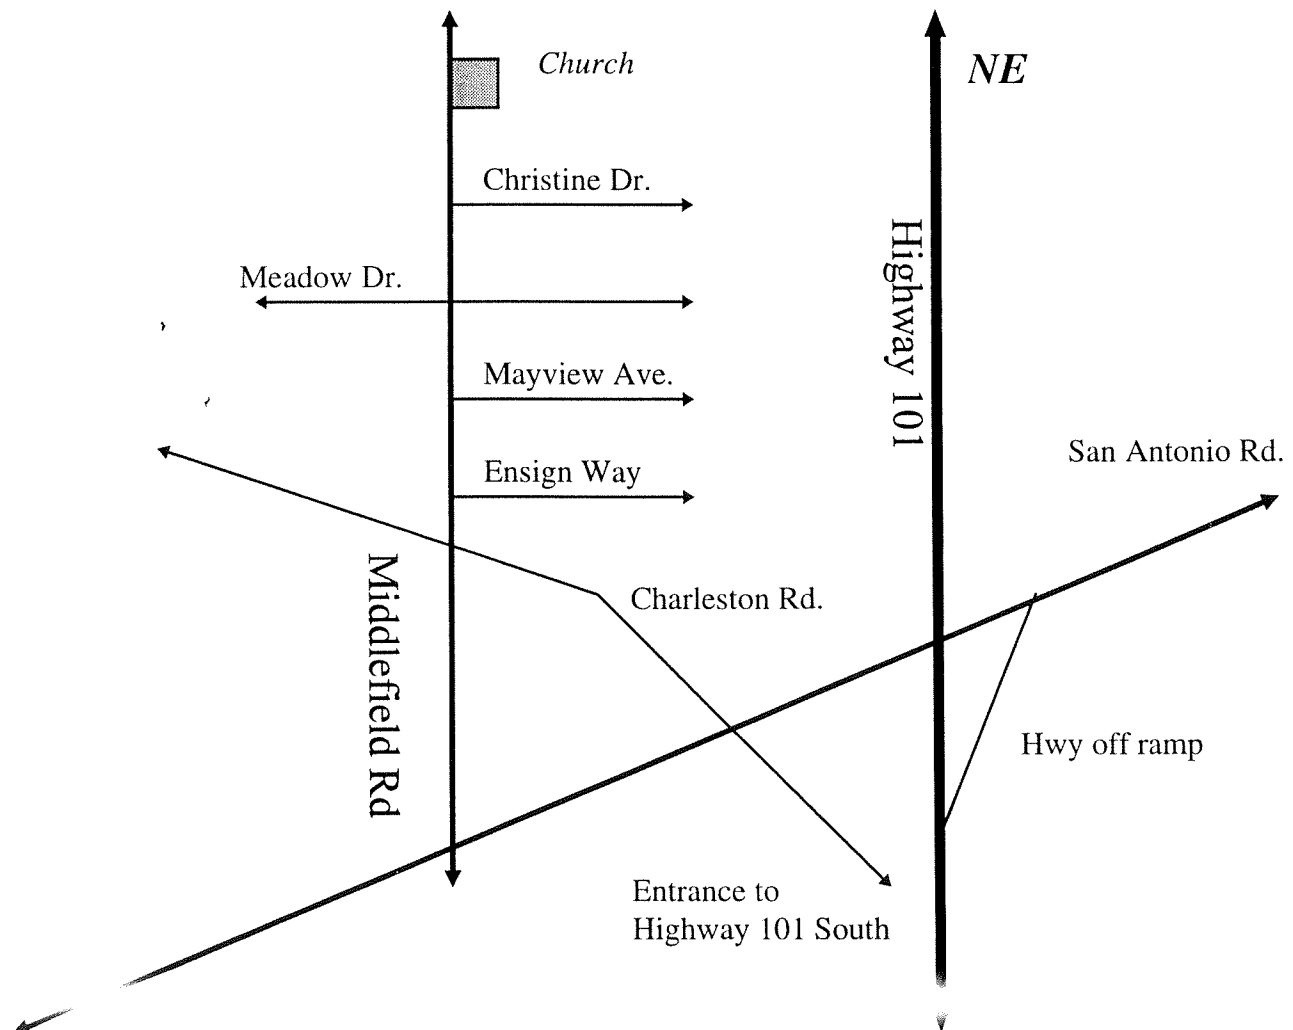 Church
NE
Christine Dr.
Highway 101
Meadow Dr.
Mayview Ave.
San Antonio Rd.
Ensign Way
Middlefield Rd
Charleston Rd.
Hwy off ramp
Entrance to
Highway 101 South